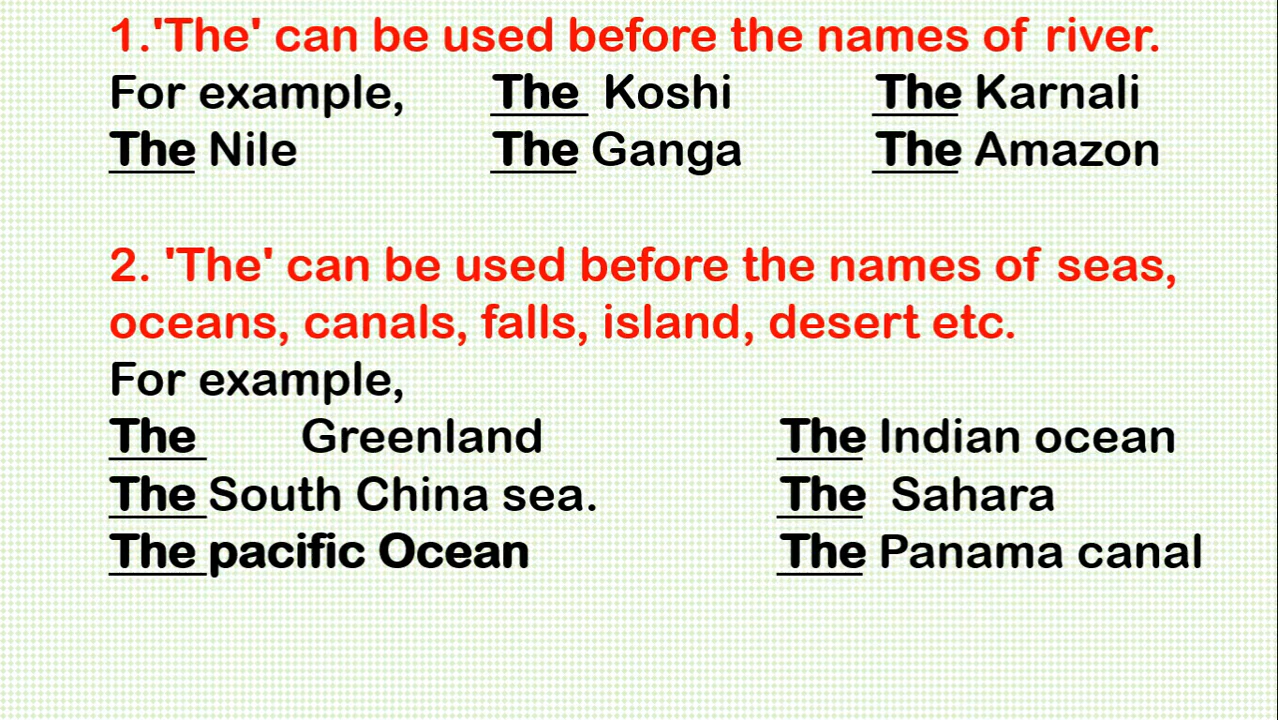 1.'The' can be used before the names of river.
For example, The Koshi The Karnali
The Nile The Ganga The Amazon
2. 'The' can be used before the names of seas,
oceans, canals, falls, island, desert etc.
For example,
The Greenland The Indian ocean
The South China sea. The Sahara
The pacific Ocean The Panama canal